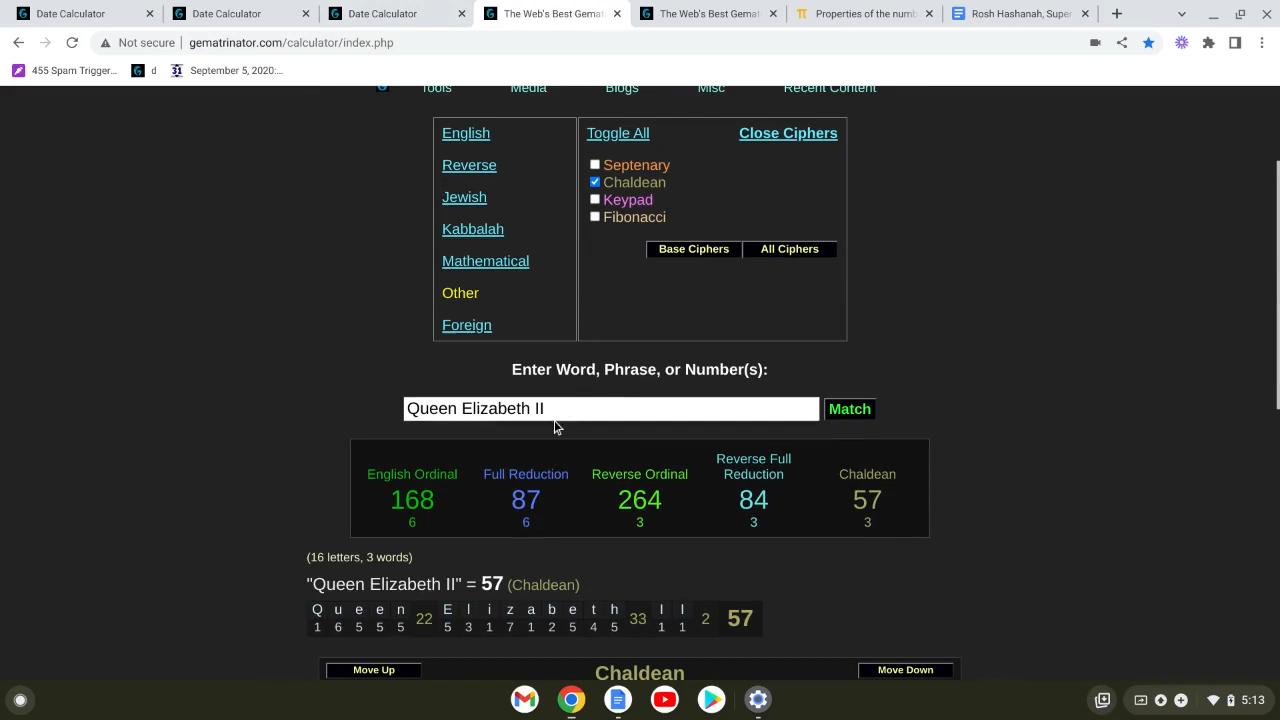 Date Calculator
Date Calculator
Date Calculator
The Web's Best Gemat
The Web's Best Gemat
Properties of the numb
Rosh Hashanah, Super
Not secure | gematrinator.com/calculator/index.php
455 Spam Trigger...
d
31
September 5, 2020:...
Tools Media Blogs Misc Recent Content
English
Reverse
Jewish
Kabbalah
Mathematical
Other
Foreign
Toggle All Close Ciphers
Septenary
Chaldean
Keypad
Fibonacci
Base Ciphers All Ciphers
Enter Word, Phrase, or Number(s):
Queen Elizabeth II Match
English Ordinal
168
6
Full Reduction
87
6
Reverse Ordinal
264
3
Reverse Full
Reduction
84
3
Chaldean
57
3
(16 letters, 3 words)
"Queen Elizabeth II" = 57 (Chaldean)
Q u e e n 22 E l i z a b e t h 33 I I 2 57
1 6 5 5 5 5 3 1 7 1 2 5 4 5 1 1
Move Up Chaldean Move Down
5:13